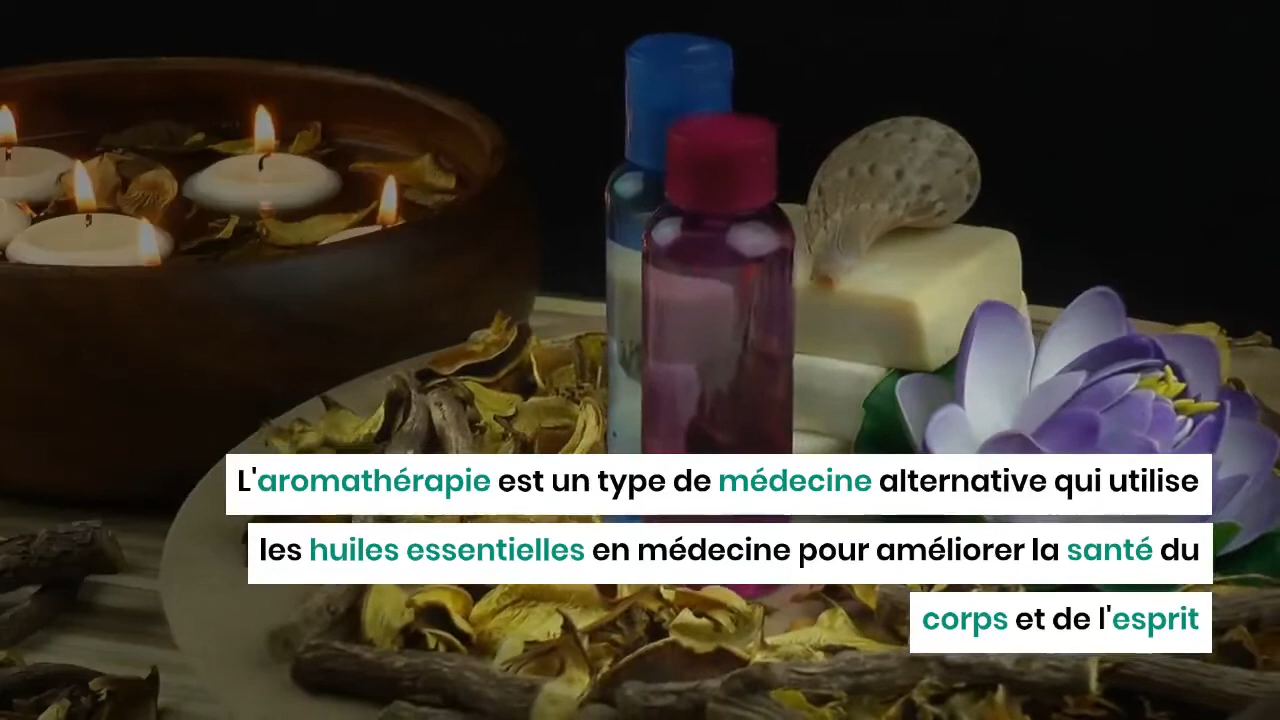 L'aromathérapie est un type de médecine alternative qui utilise
les huiles essentielles en médecine pour améliorer la santé du
corps et de l'esprit